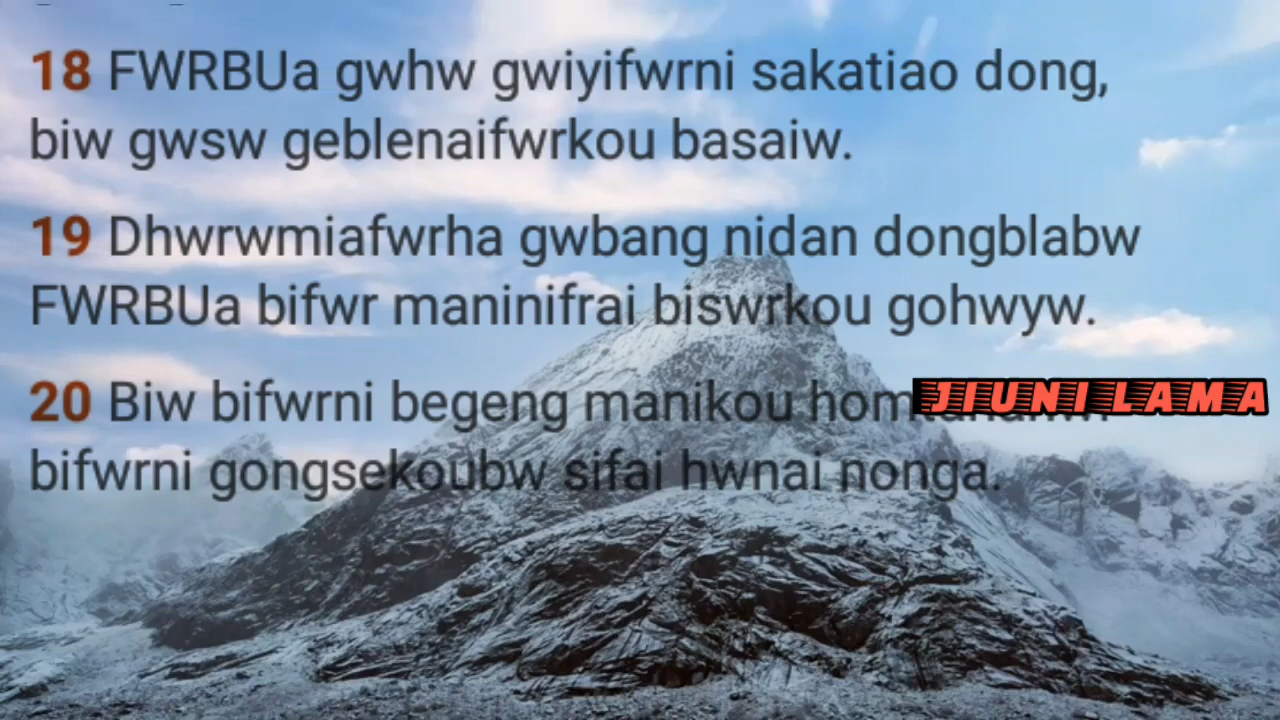 18 FWRBUa gwhw gwiyifwrni sakatiao dong,
biw gwsw geblenaifwrkou basaiw.
19 Dhwrwmiafwrha gwbang nidan dongblabw
FWRBUa bifwr maninifrai biswrkou gohwyw.
20 Biw bifwrni begeng manikou
JIUNI LAMA
bifwrni gongsekoubw sifai hwnai nonga.